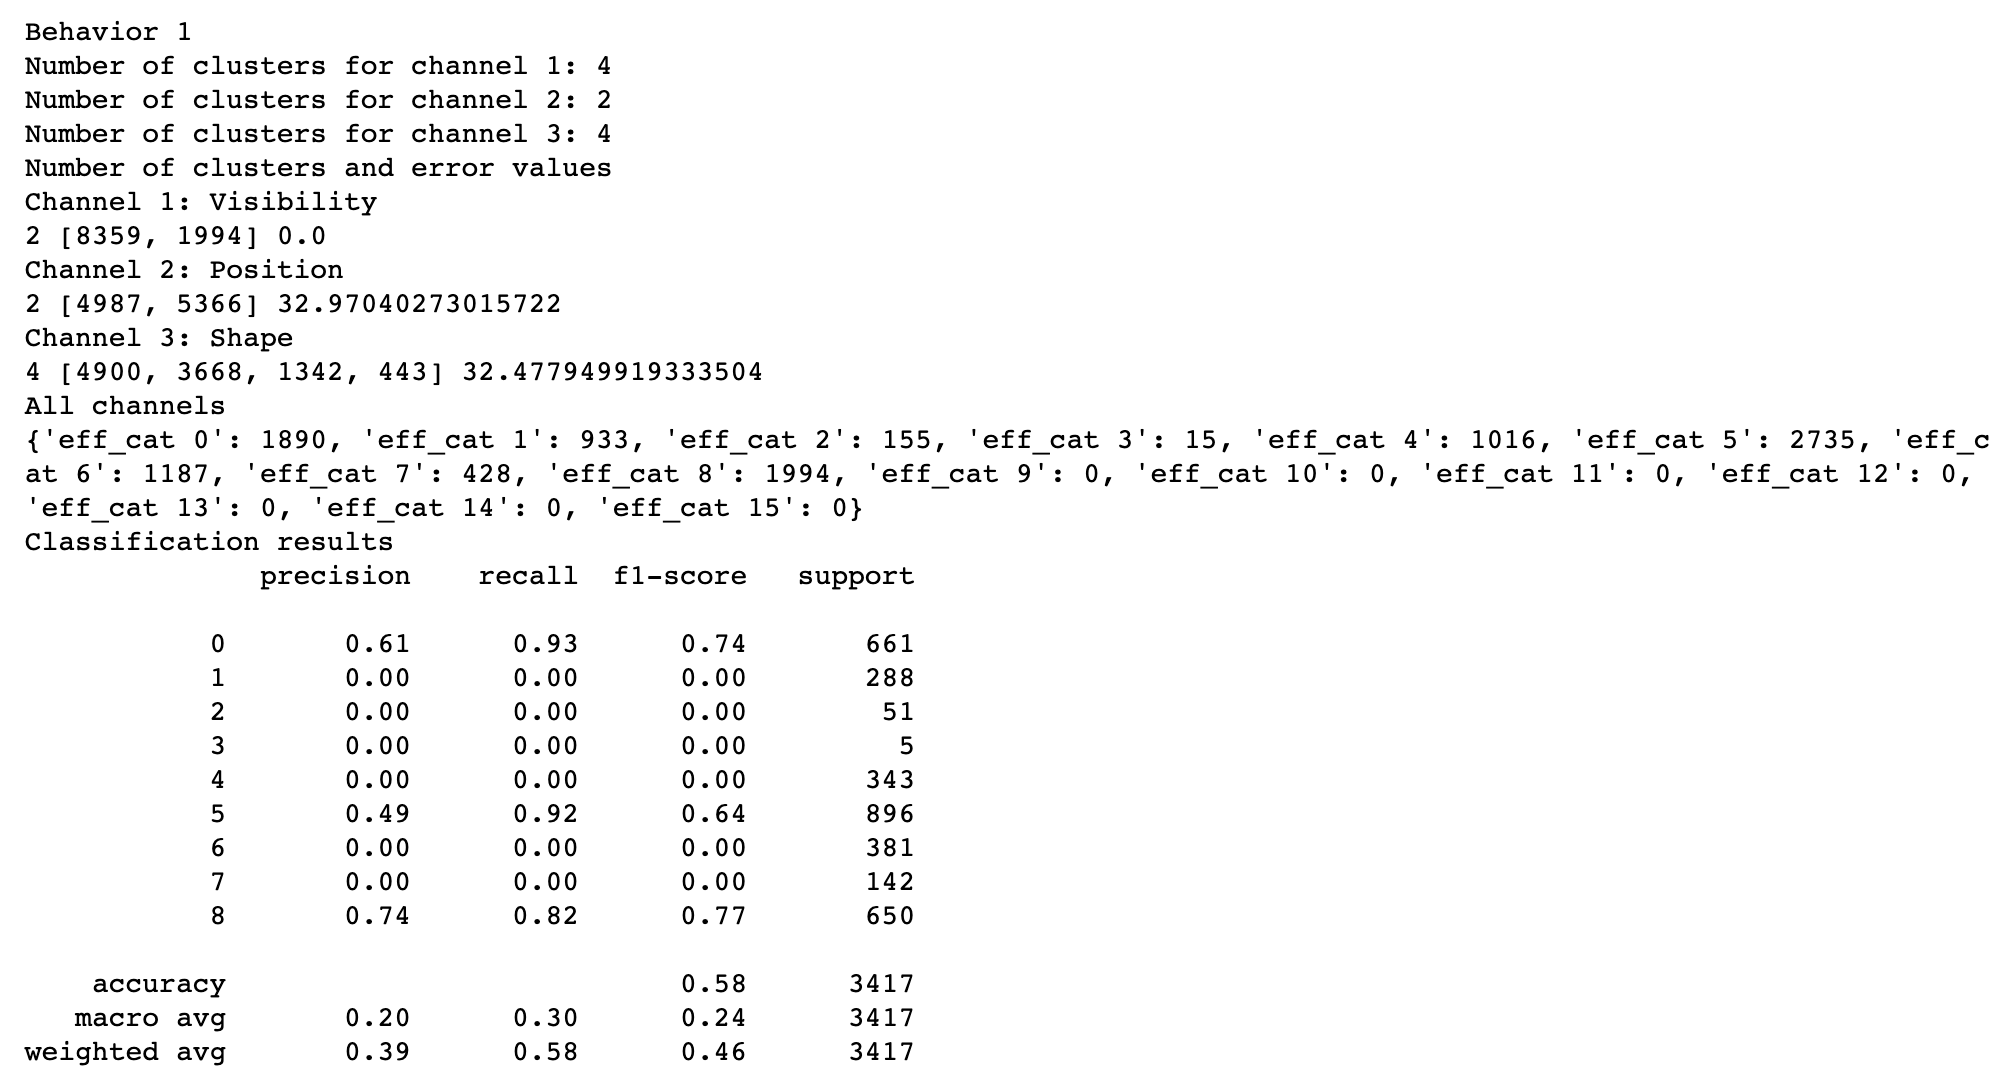 Behavior 1
Number of clusters for channel 1: 4
Number of clusters for channel 2: 2
Number of clusters for channel 3: 4
Number of clusters and error values
Channel 1: Visibility
2 [8359, 1994] 0.0
Channel 2: Position
2 [4987, 5366] 32.97040273015722
Channel 3: Shape
4 [4900, 3668, 1342, 443] 32.477949919333504
All channels
{'eff_cat 0': 1890, 'eff_cat 1': 933, 'eff_cat 2': 155, 'eff_cat 3': 15, 'eff_cat 4': 1016, 'eff_cat 5': 2735, 'eff_c
at 6': 1187, 'eff_cat 7': 428, 'eff_cat 8': 1994, 'eff_cat 9': 0, 'eff_cat 10': 0, 'eff_cat 11': 0, 'eff_cat 12': 0,
'eff_cat 13': 0, 'eff_cat 14': 0, 'eff_cat 15': 0}
Classification results
precision recall f1-score support
0 0.61 0.93 0.74 661
1 0.00 0.00 0.00 288
2 0.00 0.00 0.00 51
3 0.00 0.00 0.00 5
4 0.00 0.00 0.00 343
5 0.49 0.92 0.64 896
6 0.00 0.00 0.00 381
7 0.00 0.00 0.00 142
8 0.74 0.82 0.77 650
accuracy 0.58 3417
macro avg 0.20 0.30 0.24 3417
weighted avg 0.39 0.58 0.46 3417